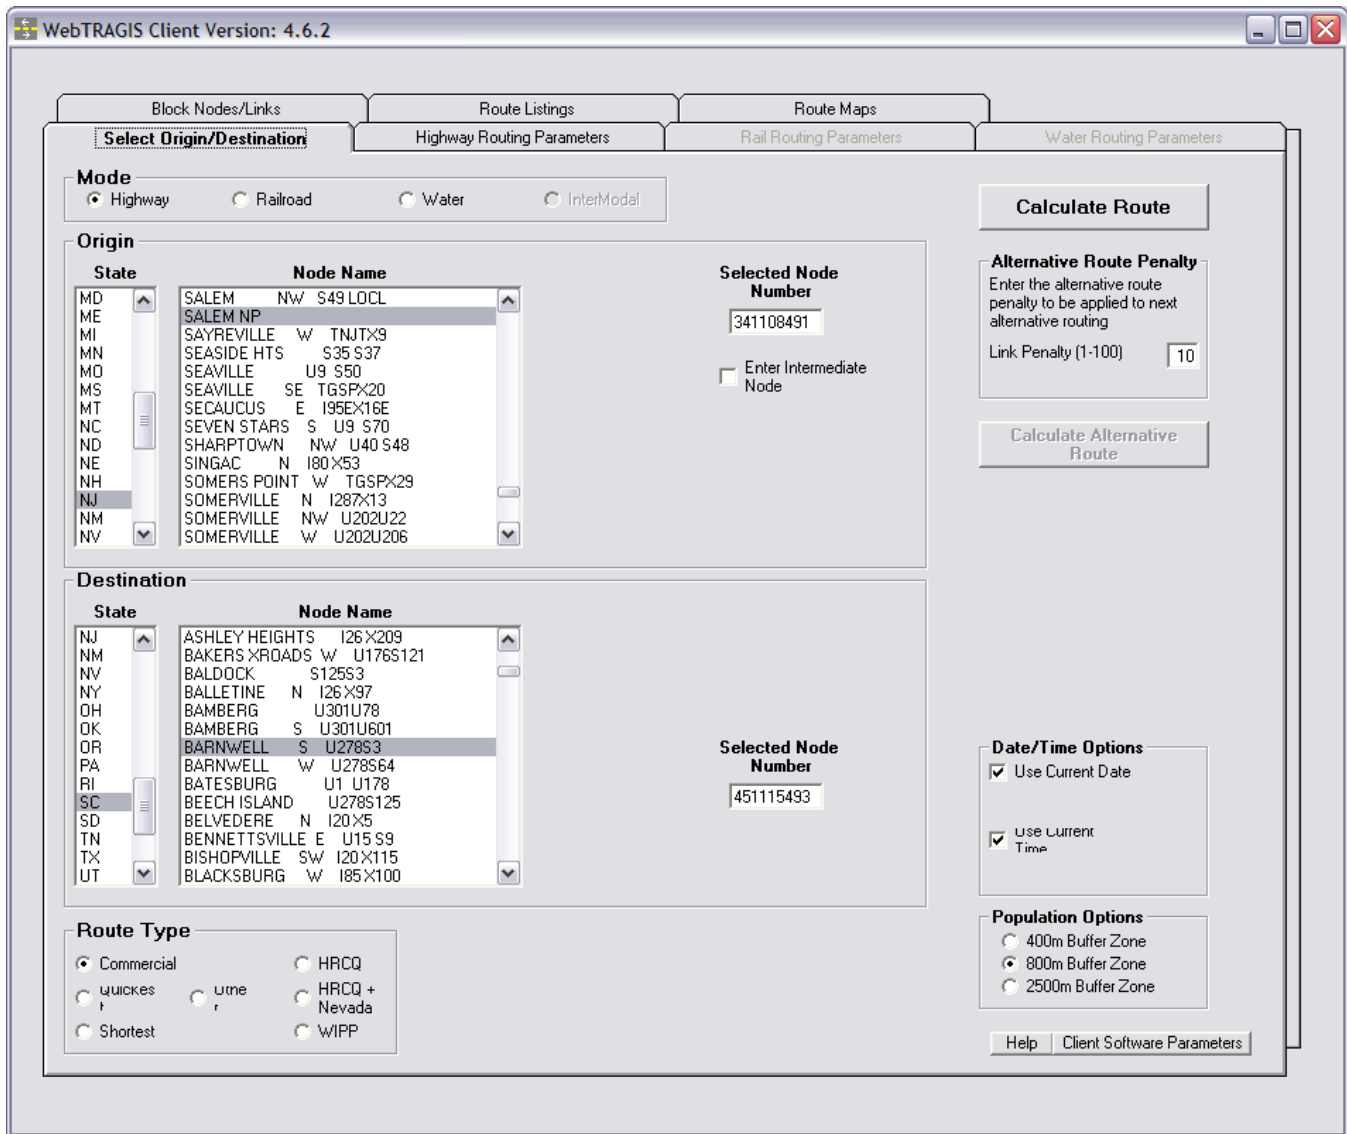 WebTRAGIS Client Version: 4.6.2
Block Nodes/Links Route Listings Route Maps
Select Origin/Destination Highway Routing Parameters Rail Routing Parameters Water Routing Parameters
Mode
Highway Railroad Water InterModal
Calculate Route
Origin
State Node Name
MD
ME
MI
MN
MO
MS
MT
NC
ND
NE
NH
NJ
NM
NV
SALEM NW S49 LOCL
SALEM NP
SAYREVILLE W TNJTX9
SEASIDE HTS S35 S37
SEAVILLE U9 S50
SEAVILLE SE TGSPX20
SECAUCUS E I95EX16E
SEVEN STARS S U9 S70
SHARPTOWN NW U40 S48
SINGAC N I80 X53
SOMERS POINT W TGSPX29
SOMERVILLE N I287X13
SOMERVILLE NW U202U22
SOMERVILLE W U202U206
Selected Node
Number
341108491
Enter Intermediate
Node
Alternative Route Penalty
Enter the alternative route
penalty to be applied to next
alternative routing
Link Penalty (1-100) 10
Calculate Alternative
Route
Destination
State Node Name
NJ
NM
NV
NY
OH
OK
OR
PA
RI
SC
SD
TN
TX
UT
ASHLEY HEIGHTS I26 X209
BAKERS XROADS W U176S121
BALDOCK S125S3
BALLETINE N I26 X97
BAMBERG U301U78
BAMBERG S U301U601
BARNWELL S U278S3
BARNWELL W U278S64
BATESBURG U1 U178
BEECH ISLAND U278S125
BELVEDERE N I20 X5
BENNETTSVILLE E U15 S9
BISHOPVILLE SW I20 X115
BLACKSBURG W I85 X100
Selected Node
Number
451115493
Date/Time Options
Use Current Date
Use Current
Time
Population Options
400m Buffer Zone
800m Buffer Zone
2500m Buffer Zone
Route Type
Commercial HRCQ
Quickes
t
Othe
r
HRCQ +
Nevada
Shortest WIPP
Help Client Software Parameters